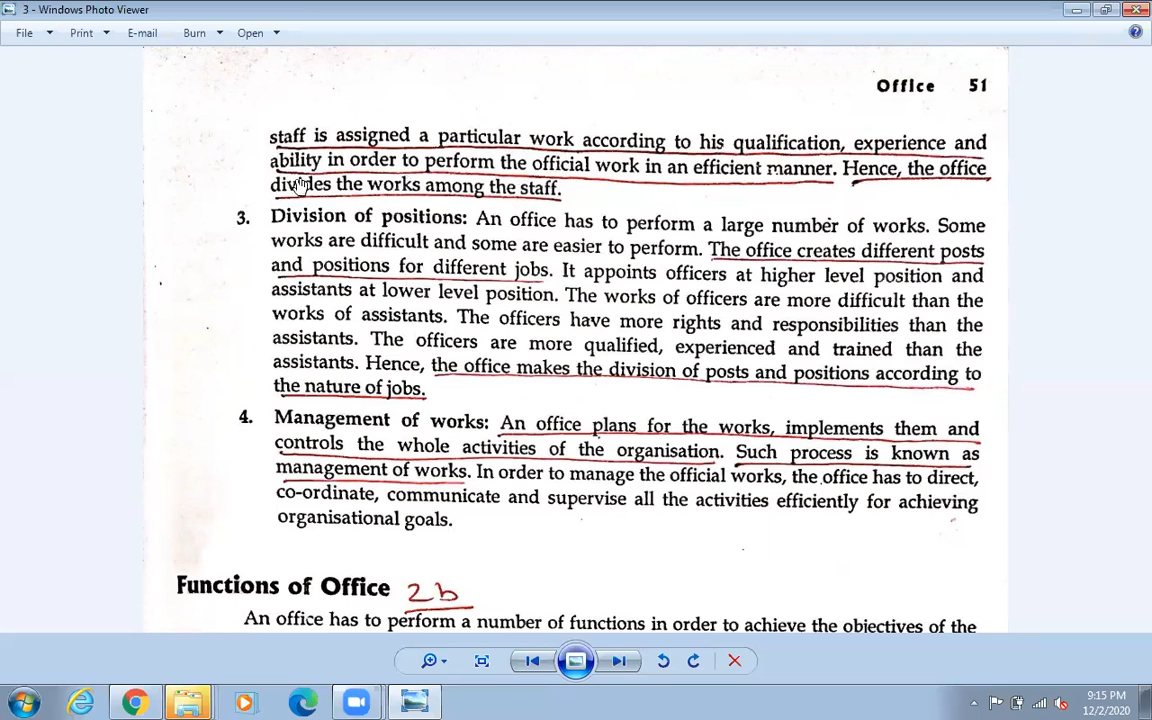 3 - Windows Photo Viewer
File Print E-mail Burn Open
Office 51
staff is assigned a particular work according to his qualification, experience and
ability in order to perform the official work in an efficient manner. Hence, the office
divides the works among the staff.
3. Division of positions: An office has to perform a large number of works. Some
works are difficult and some are easier to perform. The office creates different posts
and positions for different jobs. It appoints officers at higher level position and
assistants at lower level position. The works of officers are more difficult than the
works of assistants. The officers have more rights and responsibilities than the
assistants. The officers are more qualified, experienced and trained than the
assistants. Hence, the office makes the division of posts and positions according to
the nature of jobs.
4. Management of works: An office plans for the works, implements them and
controls the whole activities of the organisation. Such process is known as
management of works. In order to manage the official works, the office has to direct,
co-ordinate, communicate and supervise all the activities efficiently for achieving
organisational goals.
Functions of Office 2b
An office has to perform a number of functions in order to achieve the objectives of the
9:15 PM
12/2/2020